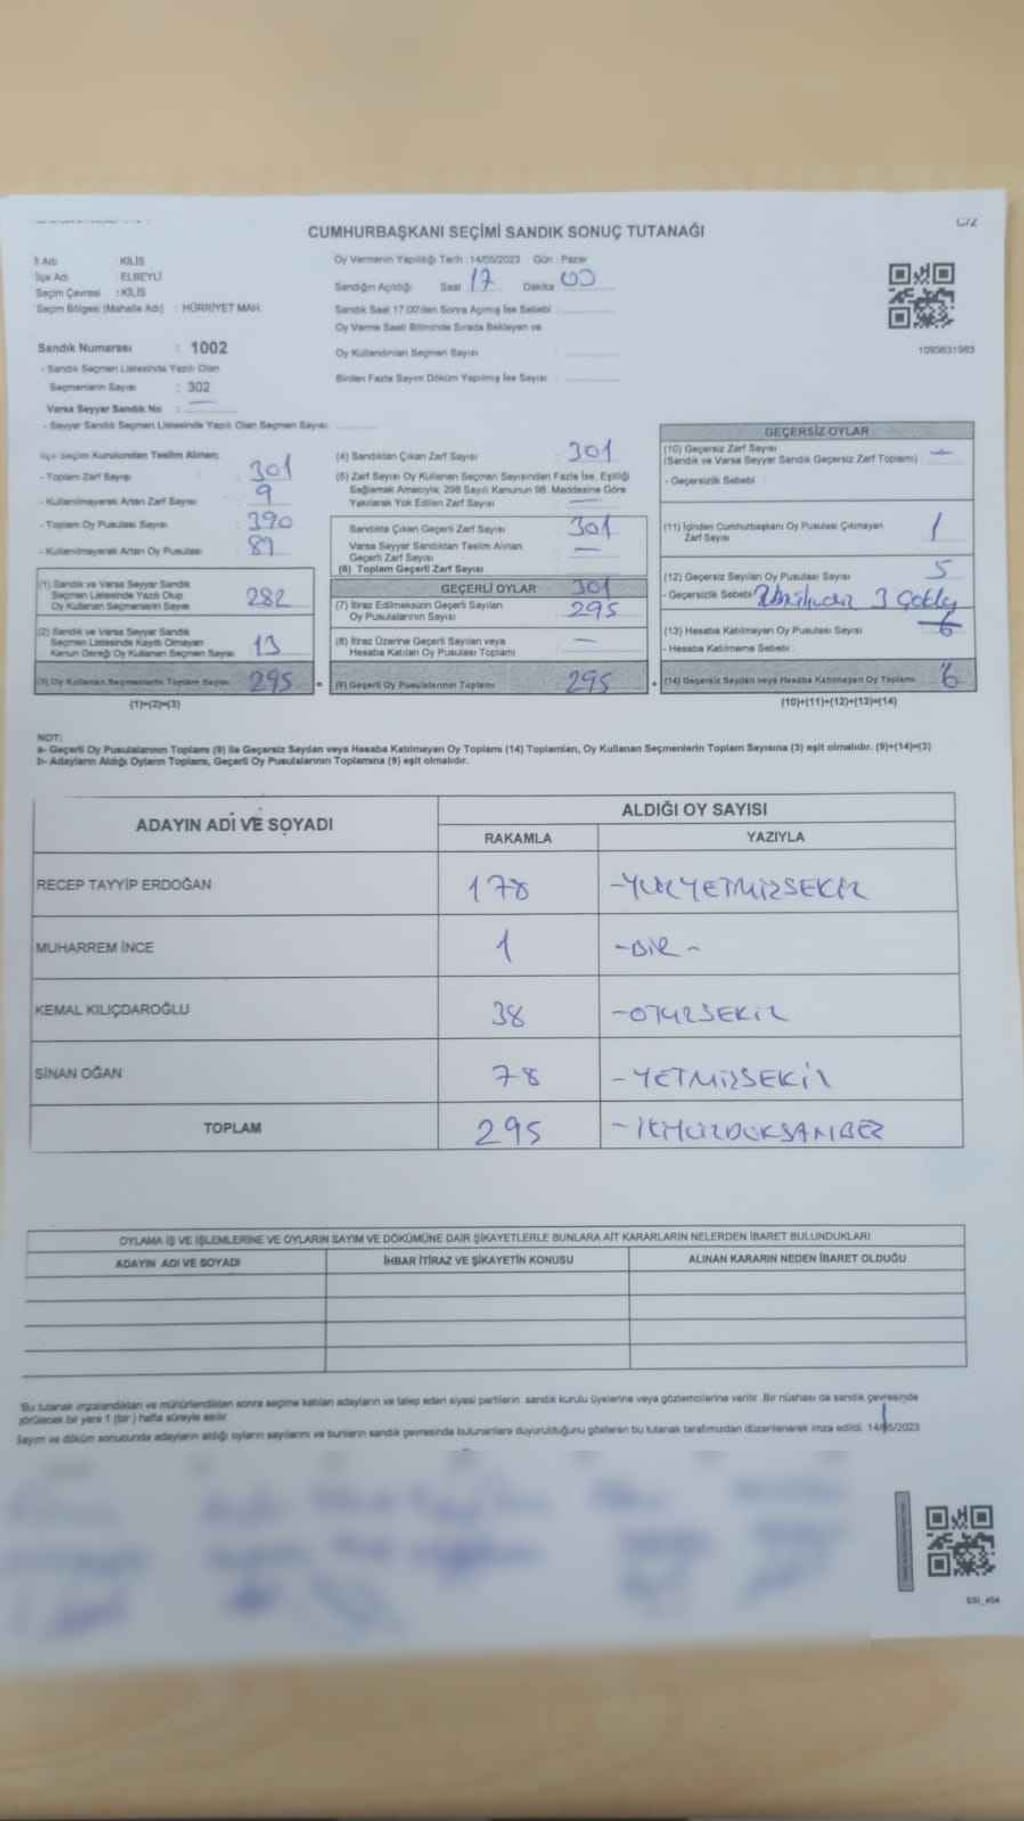 C/2
CUMHURBAŞKANI SEÇİMİ SANDIK SONUÇ TUTANAĞI
İl Adı : KİLİS
İlçe Adı : ELBEYLİ
Seçim Çevresi : KİLİS
Seçim Bölgesi (Mahalle Adı) : HÜRRİYET MAH.
Sandık Numarası : 1002
- Sandık Seçmen Listesinde Yazılı Olan
Seçmenlerin Sayısı : 302
Varsa Seyyar Sandık No :
- Seyyar Sandık Seçmen Listesinde Yazılı Olan Seçmen Sayısı
Oy Vermenin Yapıldığı Tarih : 14/05/2023 Gün : Pazar
Sandığın Açıldığı Saat 17 Dakika 00
Sandık Saat 17:00'den Sonra Açılmış İse Sebebi
Oy Verme Saati Bitiminde Sırada Bekleyen ve
Oy Kullandırılan Seçmen Sayısı
Birden Fazla Sayım Döküm Yapılmış İse Sayısı
1095631983
İlçe Seçim Kurulundan Teslim Alınan;
- Toplam Zarf Sayısı 301
- Kullanılmayarak Artan Zarf Sayısı 9
- Toplam Oy Pusulası Sayısı 390
- Kullanılmayarak Artan Oy Pusulası 89
(1) Sandık ve Varsa Seyyar Sandık
Seçmen Listesinde Yazılı Olup
Oy Kullanan Seçmenlerin Sayısı 282
(2) Sandık ve Varsa Seyyar Sandık
Seçmen Listesinde Kayıtlı Olmayan
Kanun Gereği Oy Kullanan Seçmen Sayısı 13
(3) Oy Kullanan Seçmenlerin Toplam Sayısı 295
(1)+(2)=(3)
(4) Sandıktan Çıkan Zarf Sayısı 301
(5) Zarf Sayısı Oy Kullanan Seçmen Sayısından Fazla İse, Eşitliği
Sağlamak Amacıyla, 298 Sayılı Kanunun 98. Maddesine Göre
Yakılarak Yok Edilen Zarf Sayısı —
Sandıkta Çıkan Geçerli Zarf Sayısı 301
Varsa Seyyar Sandıktan Teslim Alınan
Geçerli Zarf Sayısı —
(6) Toplam Geçerli Zarf Sayısı
GEÇERLİ OYLAR 301
(7) İtiraz Edilmeksizin Geçerli Sayılan
Oy Pusulalarının Sayısı 295
(8) İtiraz Üzerine Geçerli Sayılan veya
Hesaba Katılan Oy Pusulası Toplamı —
(9) Geçerli Oy Pusulalarının Toplamı 295
GEÇERSİZ OYLAR
(10) Geçersiz Zarf Sayısı
(Sandık ve Varsa Seyyar Sandık Geçersiz Zarf Toplamı) —
- Geçersizlik Sebebi :
(11) İçinden Cumhurbaşkanı Oy Pusulası Çıkmayan
Zarf Sayısı 1
(12) Geçersiz Sayılan Oy Pusulası Sayısı 5
- Geçersizlik Sebebi 3
(13) Hesaba Katılmayan Oy Pusulası Sayısı 6
- Hesaba Katılmama Sebebi :
(14) Geçersiz Sayılan veya Hesaba Katılmayan Oy Toplamı 6
(10)+(11)+(12)+(13)=(14)
NOT:
a- Geçerli Oy Pusulalarının Toplamı (9) ile Geçersiz Sayılan veya Hesaba Katılmayan Oy Toplamı (14) Toplamları, Oy Kullanan Seçmenlerin Toplam Sayısına (3) eşit olmalıdır. (9)+(14)=(3)
b- Adayların Aldığı Oyların Toplamı, Geçerli Oy Pusulalarının Toplamına (9) eşit olmalıdır.
ADAYIN ADI VE SOYADI ALDIĞI OY SAYISI
RAKAMLA YAZIYLA
RECEP TAYYİP ERDOĞAN 178 -YÜZYETMİŞSEKİZ
MUHARREM İNCE 1 -BİR-
KEMAL KILIÇDAROĞLU 38 -OTUZSEKİZ
SİNAN OĞAN 78 -YETMİŞSEKİZ
TOPLAM 295 -İKİYÜZDOKSANBEŞ
OYLAMA İŞ VE İŞLEMLERİNE VE OYLARIN SAYIM VE DÖKÜMÜNE DAİR ŞİKAYETLERLE BUNLARA AİT KARARLARIN NELERDEN İBARET BULUNDUKLARI
ADAYIN ADI VE SOYADI İHBAR İTİRAZ VE ŞİKAYETİN KONUSU ALINAN KARARIN NEDEN İBARET OLDUĞU
Bu tutanak imzalandıktan ve mühürlendikten sonra seçime katılan adayların ve talep eden siyasi partilerin sandık kurulu üyelerine veya gözlemcilerine verilir. Bir nüshası da sandık çevresinde
görülecek bir yere 1 (bir) hafta süreyle asılır.
Sayım ve döküm sonucunda adayların aldığı oyların sayılarını ve bunların sandık çevresinde bulunanlara duyurulduğunu gösteren bu tutanak tarafımızdan düzenlenerek imza edildi. 14/05/2023